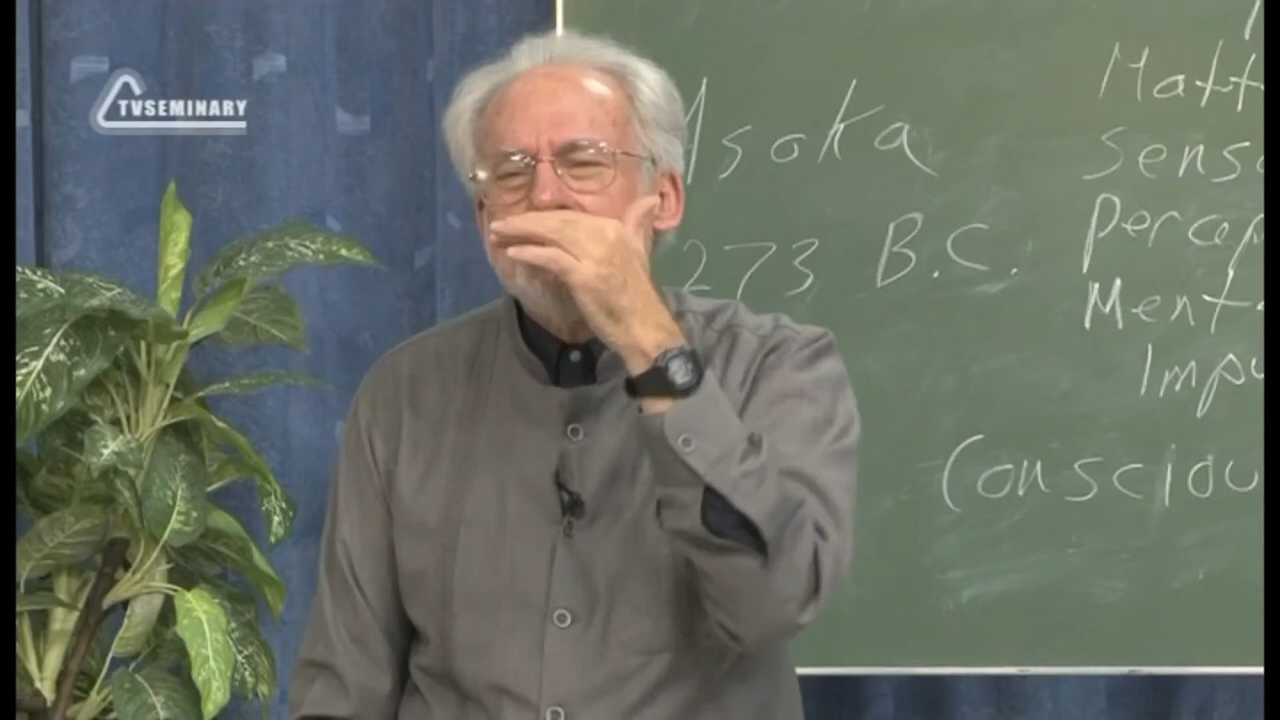 TVSEMINARY
Asoka
273 B.C.
Matt
Sens
Percep
Ment
Impu
Consciou